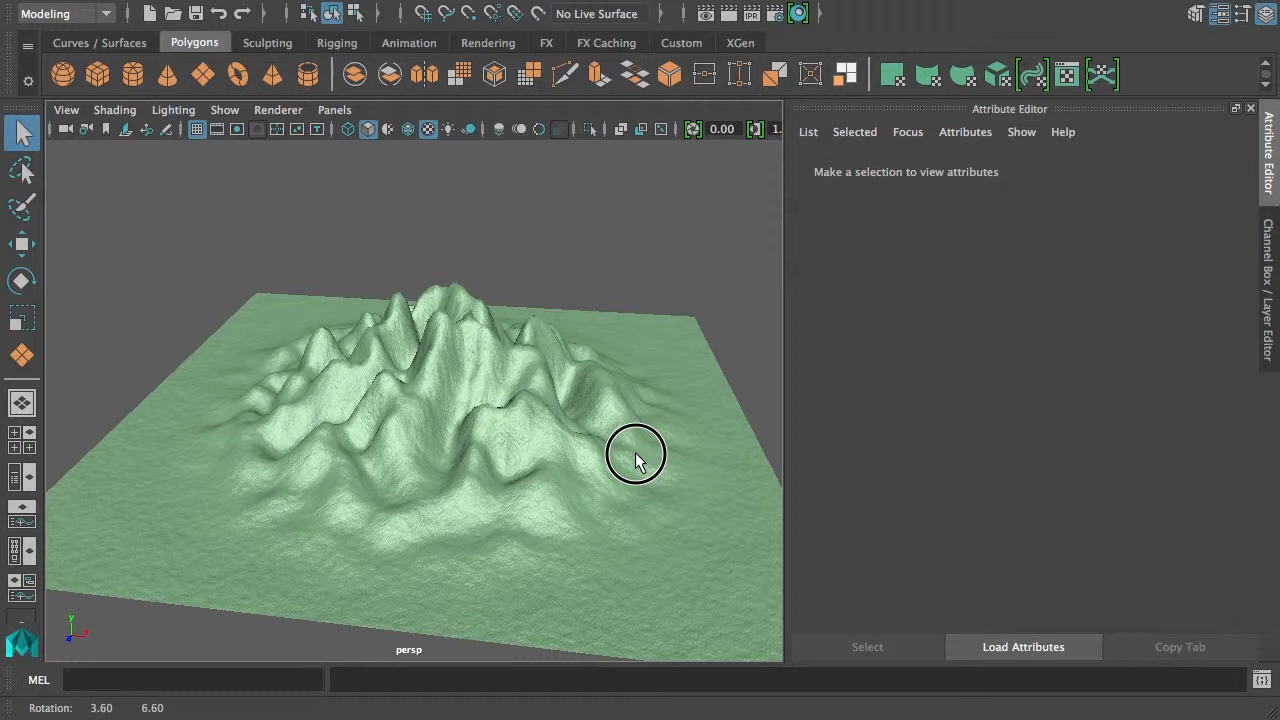 Modeling
No Live Surface
Curves / Surfaces Polygons Sculpting Rigging Animation Rendering FX FX Caching Custom XGen
View Shading Lighting Show Renderer Panels
0.00 1.
Attribute Editor
List Selected Focus Attributes Show Help
Make a selection to view attributes
Attribute Editor
Channel Box / Layer Editor
IPR
y
x
z
persp
Select Load Attributes Copy Tab
MEL
Rotation: 3.60 6.60